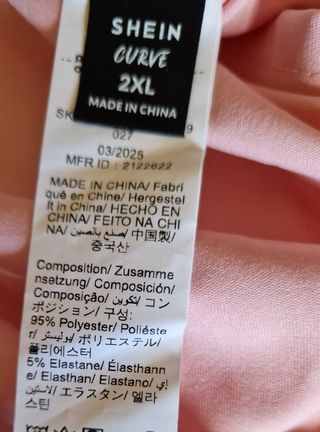 SHEIN
CURVE
2XL
MADE IN CHINA
SK
9
027
03/2025
MFR ID : 2122622
MADE IN CHINA/ Fabri
qué en Chine/ Hergestel
lt in China/ HECHO EN
CHINA/ FEITO NA CHI
NA/ صنع بالصين/ 中国製/
중국산
Composition/ Zusamme
nsetzung/ Composición/
Composição/ تكوين/ コン
ポジション/ 구성:
95% Polyester/ Poliéste
r/ بوليستر/ ポリエステル/
폴리에스터
5% Elastane/ Élasthann
e/ Elasthan/ Elastano/ إي
لاستين/ エラスタン/ 엘라
스틴